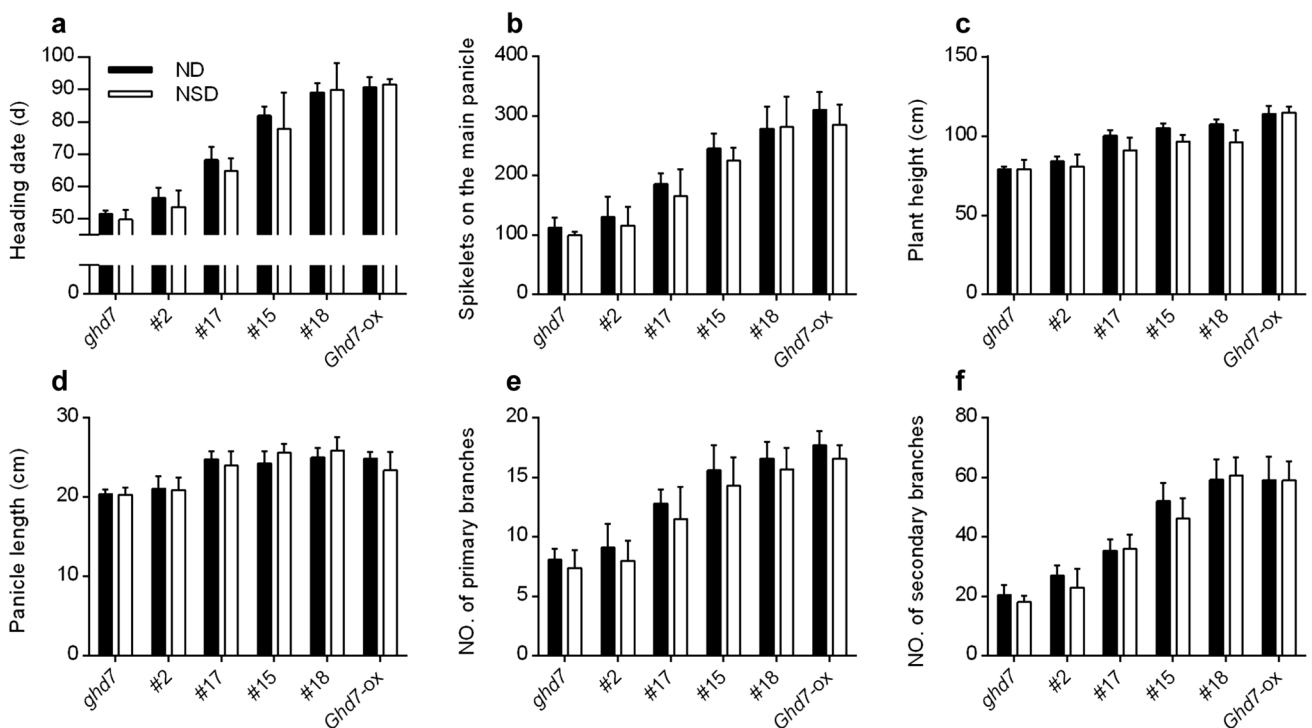 a
Heading date (d)
100
90
80
70
60
50
0
ND
NSD
ghd7
#2
#17
#15
#18
Ghd7-ox
b
Spikelets on the main panicle
400
300
200
100
0
ghd7
#2
#17
#15
#18
Ghd7-ox
c
Plant height (cm)
150
100
50
0
ghd7
#2
#17
#15
#18
Ghd7-ox
d
Panicle length (cm)
30
20
10
0
ghd7
#2
#17
#15
#18
Ghd7-ox
e
NO. of primary branches
20
15
10
5
0
ghd7
#2
#17
#15
#18
Ghd7-ox
f
NO. of secondary branches
80
60
40
20
0
ghd7
#2
#17
#15
#18
Ghd7-ox